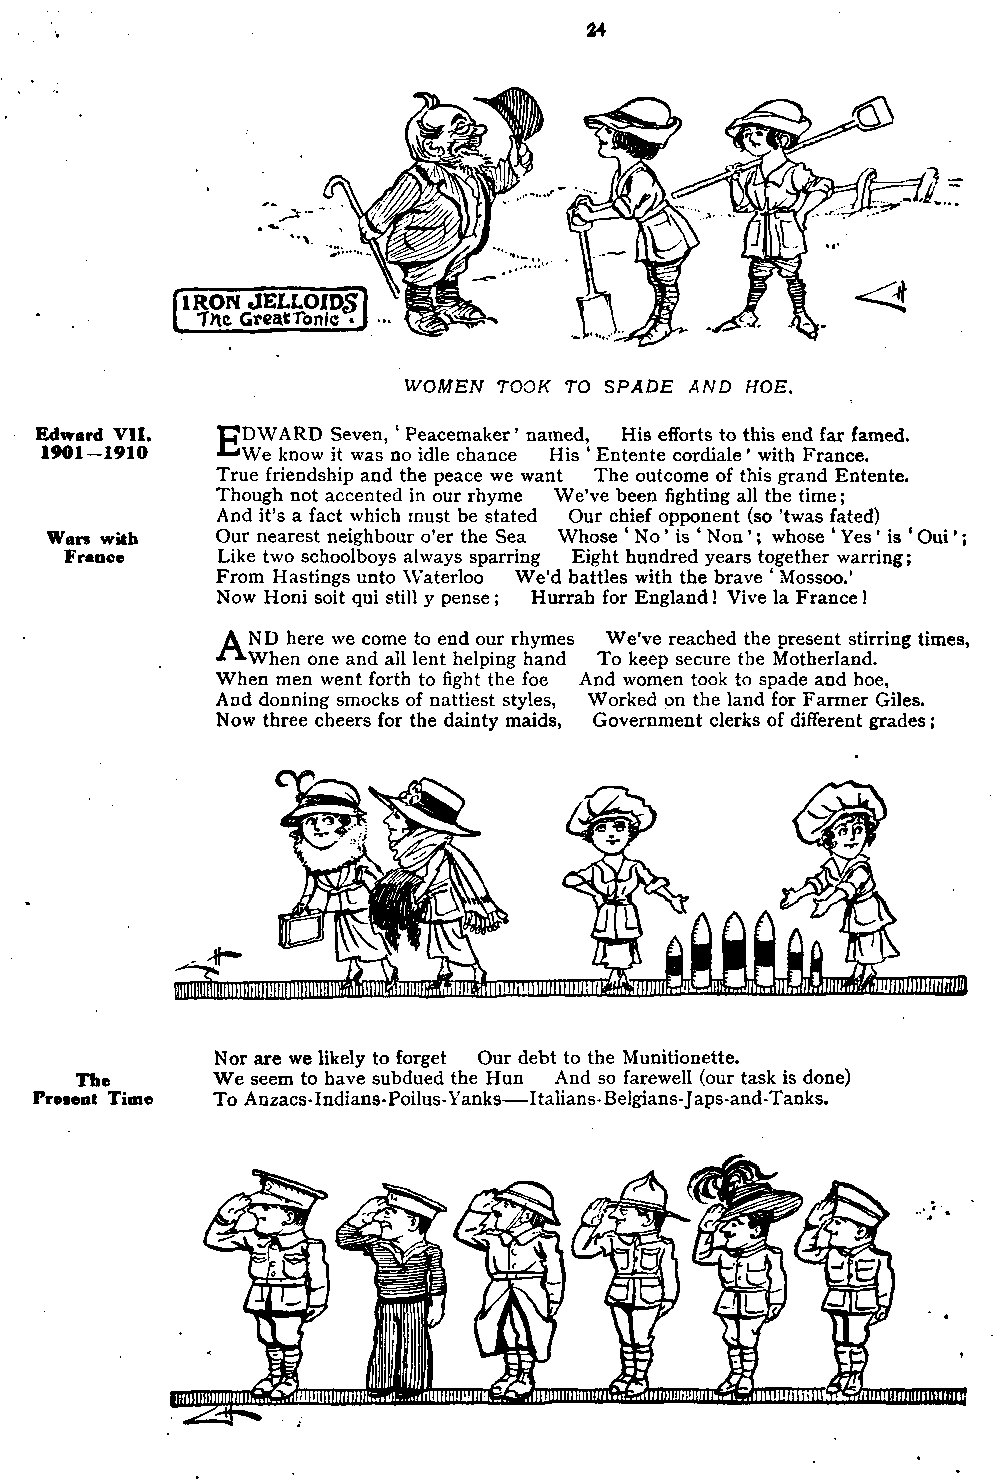 24
IRON JELLOIDS
The Great Tonic.
WOMEN TOOK TO SPADE AND HOE.
Edward VII.
1901—1910
EDWARD Seven, ‘Peacemaker’ named, His efforts to this end far famed.
We know it was no idle chance His ‘Entente cordiale’ with France.
True friendship and the peace we want The outcome of this grand Entente.
Though not accented in our rhyme We've been fighting all the time;
And it's a fact which must be stated Our chief opponent (so 'twas fated)
Wars with
France
Our nearest neighbour o'er the Sea Whose ‘No’ is ‘Non’; whose ‘Yes’ is ‘Oui’;
Like two schoolboys always sparring Eight hundred years together warring;
From Hastings unto Waterloo We'd battles with the brave ‘Mossoo.’
Now Honi soit qui still y pense; Hurrah for England! Vive la France!
AND here we come to end our rhymes We've reached the present stirring times,
When one and all lent helping hand To keep secure the Motherland.
When men went forth to fight the foe And women took to spade and hoe,
And donning smocks of nattiest styles, Worked on the land for Farmer Giles.
Now three cheers for the dainty maids, Government clerks of different grades;
Nor are we likely to forget Our debt to the Munitionette.
The
Present Time
We seem to have subdued the Hun And so farewell (our task is done)
To Anzacs-Indians-Poilus-Yanks—Italians-Belgians-Japs-and-Tanks.